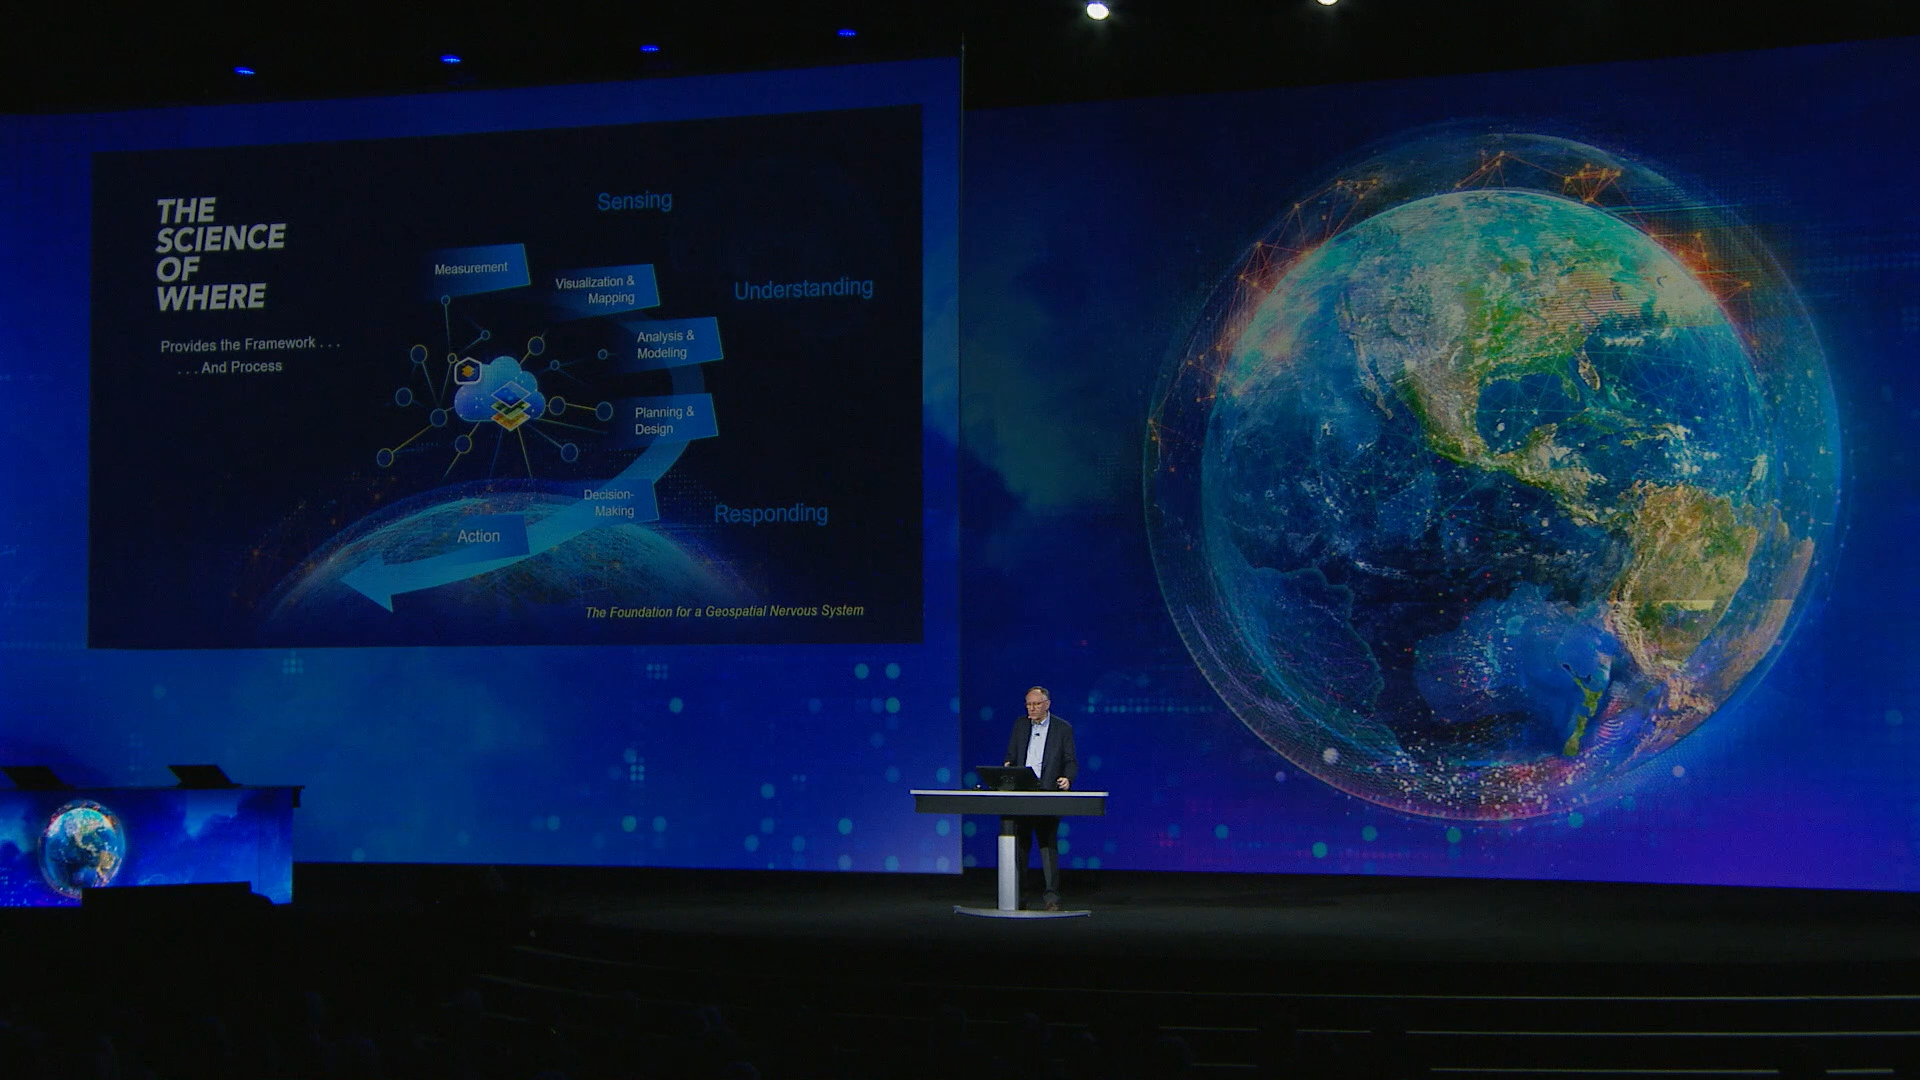 THE
SCIENCE
OF
WHERE
Provides the Framework . . .
. . . And Process
Sensing
Measurement
Visualization &
Mapping
Understanding
Analysis &
Modeling
Planning &
Design
Decision-
Making
Responding
Action
The Foundation for a Geospatial Nervous System